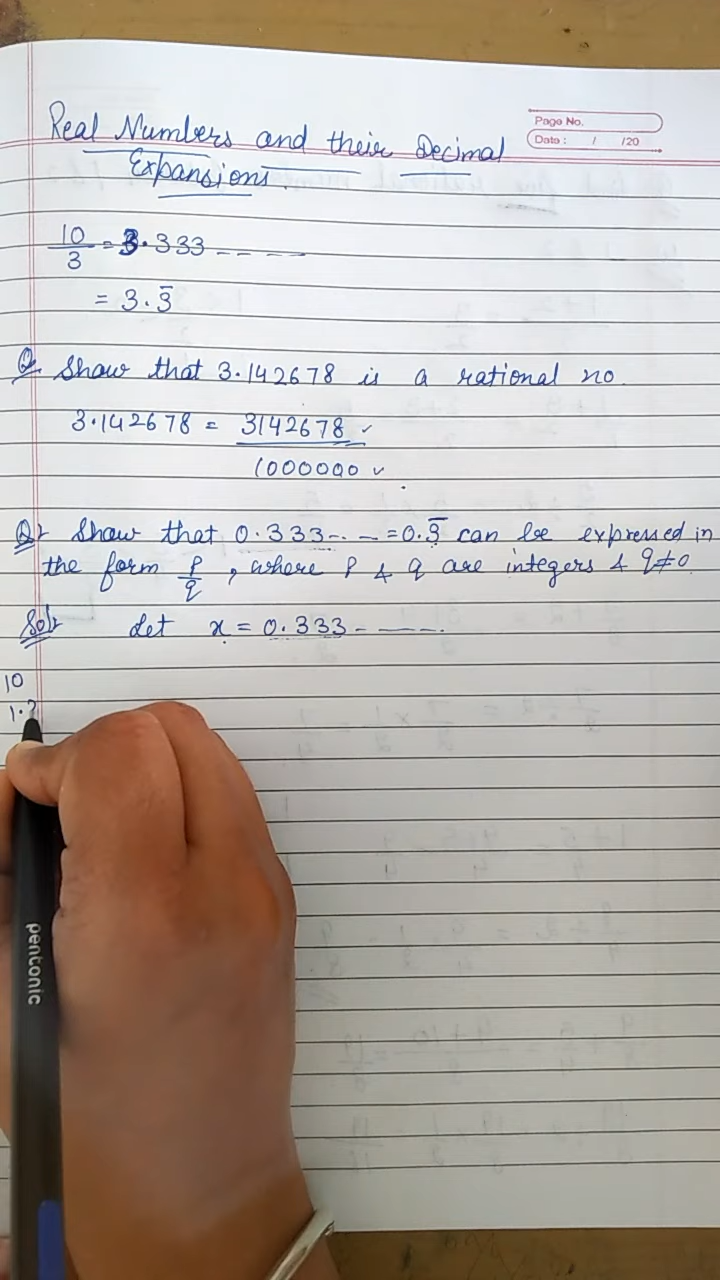 Real Numbers and their Decimal
Expansions
Page No.
Date : / /20
10/3 = 3.333 - - - -
= 3.3̅
Q. Show that 3.142678 is a rational no.
3.142678 = 3142678 ✓
1000000 ✓
Q2 Show that 0.333-. - = 0.3̅ can be expressed in
the form P/q, where P & q are integers & q≠0
Sol: Let x = 0.333 - ——.
10
1.
pentonic